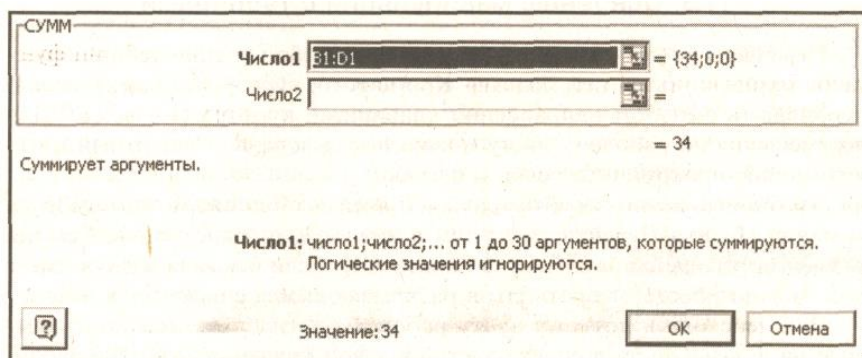 СУММ
Число1 B1:D1 = {34;0;0}
Число2
= 34
Суммирует аргументы.
Число1: число1;число2;... от 1 до 30 аргументов, которые суммируются.
Логические значения игнорируются.
Значение:34
OK
Отмена